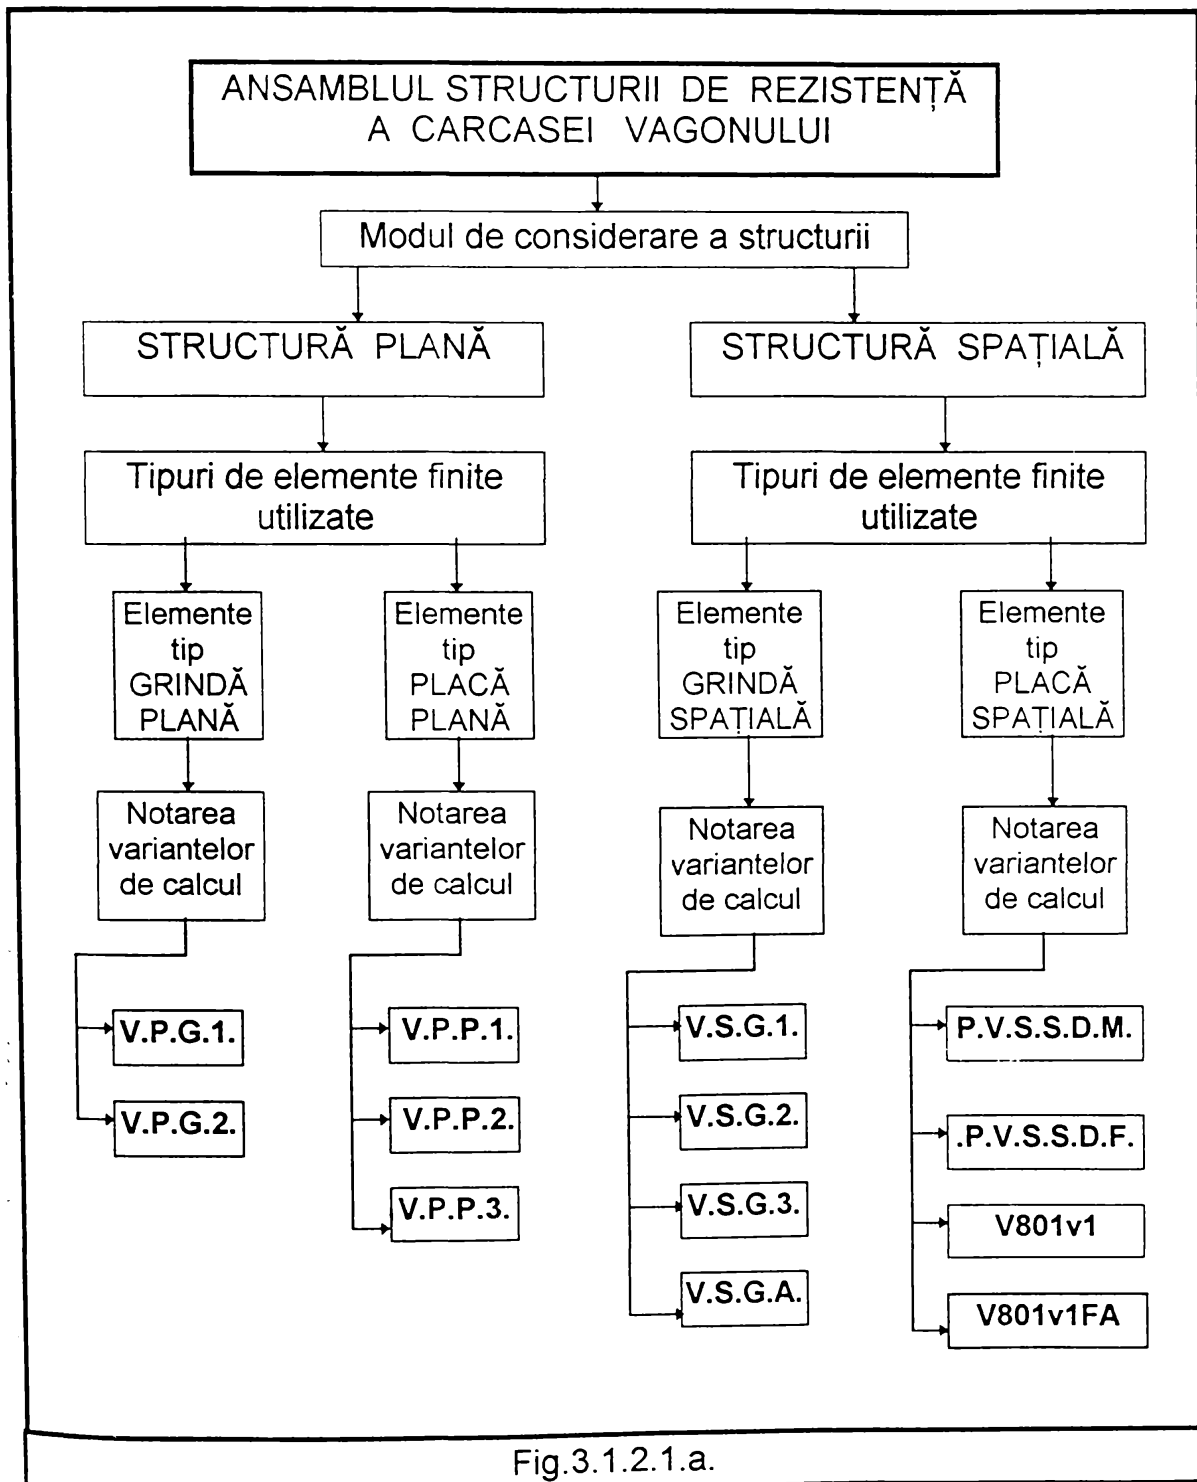 ANSAMBLUL STRUCTURII DE REZISTENȚĂ
A CARCASEI VAGONULUI
Modul de considerare a structurii
STRUCTURĂ PLANĂ
STRUCTURĂ SPAȚIALĂ
Tipuri de elemente finite
utilizate
Tipuri de elemente finite
utilizate
Elemente
tip
GRINDĂ
PLANĂ
Elemente
tip
PLACĂ
PLANĂ
Elemente
tip
GRINDĂ
SPAȚIALĂ
Elemente
tip
PLACĂ
SPAȚIALĂ
Notarea
variantelor
de calcul
Notarea
variantelor
de calcul
Notarea
variantelor
de calcul
Notarea
variantelor
de calcul
V.P.G.1.
V.P.G.2.
V.P.P.1.
V.P.P.2.
V.P.P.3.
V.S.G.1.
V.S.G.2.
V.S.G.3.
V.S.G.A.
P.V.S.S.D.M.
.P.V.S.S.D.F.
V801v1
V801v1FA
Fig.3.1.2.1.a.